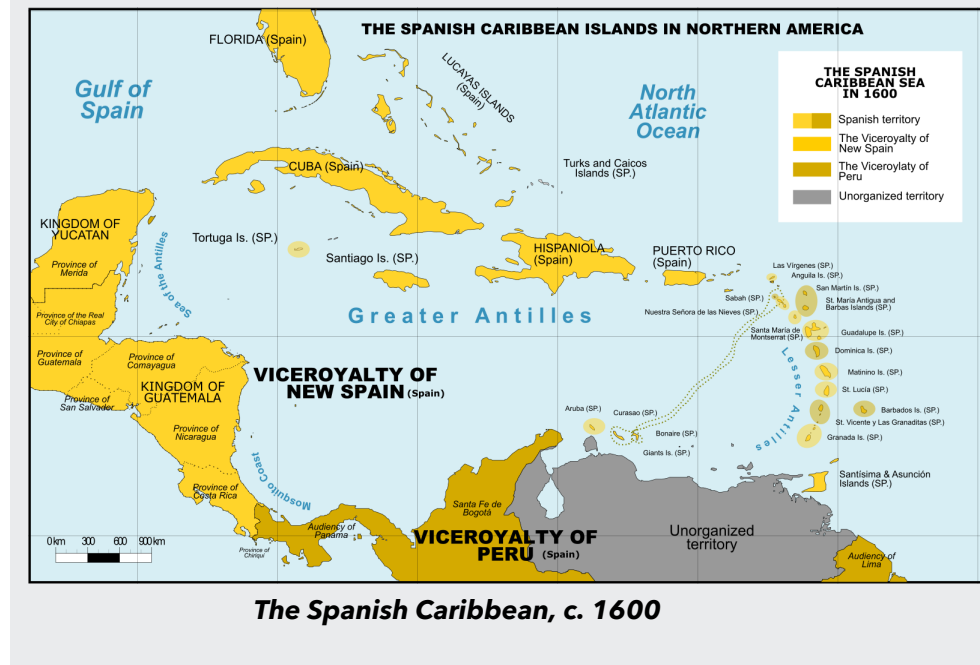 THE SPANISH CARIBBEAN ISLANDS IN NORTHERN AMERICA
FLORIDA (Spain)
LUCAYAS ISLANDS
(Spain)
Gulf of
Spain
North
Atlantic
Ocean
THE SPANISH
CARIBBEAN SEA
IN 1600
Spanish territory
The Viceroyalty of
New Spain
The Viceroylaty of
Peru
Unorganized territory
CUBA (Spain)
Turks and Caicos
Islands (SP.)
KINGDOM OF
YUCATAN
Province of
Merida
Sea of the Antilles
Tortuga Is. (SP.)
Santiago Is. (SP.)
HISPANIOLA
(Spain)
PUERTO RICO
(Spain)
Las Vírgenes (SP.)
Anguila Is. (SP.)
San Martín Is. (SP.)
Sabah (SP.)
St. María Antigua and
Barbas Islands (SP.)
Nuestra Señora de las Nieves (SP.)
Province of the Real
City of Chiapas
Greater Antilles
Santa María de
Montserrat (SP.)
Guadalupe Is. (SP.)
Province of
Guatemala
Province of
Comayagua
Dominica Is. (SP.)
Lesser Antilles
VICEROYALTY OF
NEW SPAIN (Spain)
Matinino Is. (SP.)
KINGDOM OF
GUATEMALA
St. Lucía (SP.)
Province of
San Salvador
Aruba (SP.)
Curasao (SP.)
Barbados Is. (SP.)
St. Vicente y Las Granaditas (SP.)
Province of
Nicaragua
Bonaire (SP.)
Granada Is. (SP.)
Giants Is. (SP.)
Mosquito Coast
Province of
Costa Rica
Santísima & Asunción
Islands (SP.)
Santa Fe de
Bogotá
Audiency of
Panama
VICEROYALTY OF
PERU (Spain)
Unorganized
territory
0 km 300 600 900 km
Province of
Chiriquí
Audiency of
Lima
The Spanish Caribbean, c. 1600